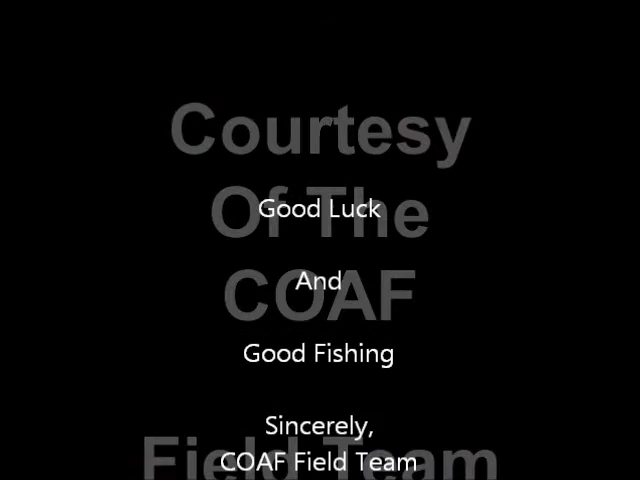 Courtesy
Of The
COAF
Field Team
Good Luck
And
Good Fishing
Sincerely,
COAF Field Team